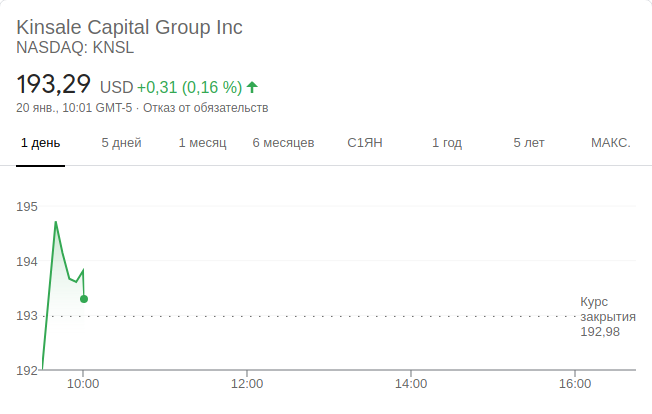 Kinsale Capital Group Inc
NASDAQ: KNSL
193,29 USD +0,31 (0,16 %)
20 янв., 10:01 GMT-5 · Отказ от обязательств
1 день 5 дней 1 месяц 6 месяцев С1ЯН 1 год 5 лет МАКС.
195
194
193
192
Курс
закрытия
192,98
10:00 12:00 14:00 16:00